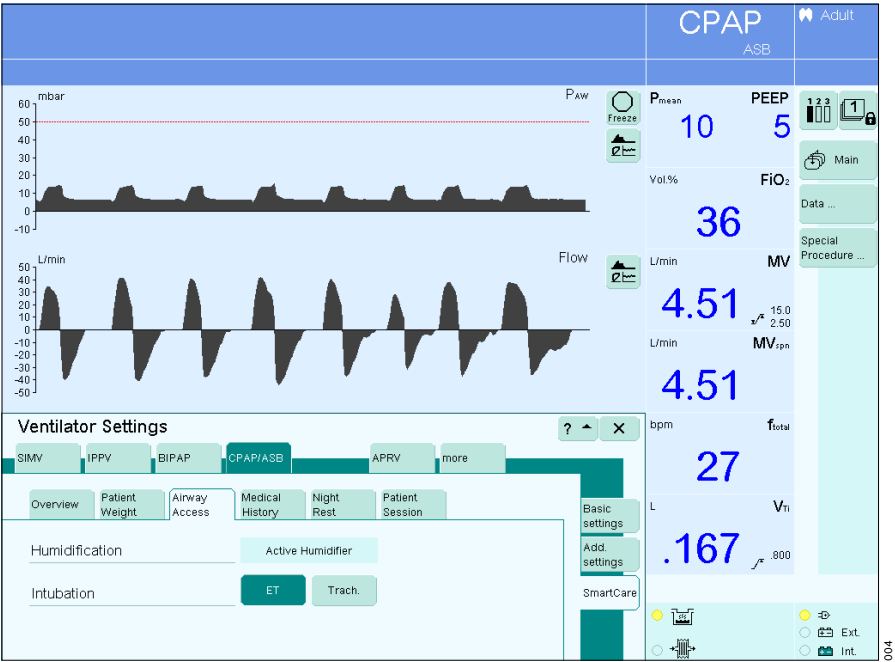 CPAP
ASB
Adult
mbar
PAW
60
50
40
30
20
10
0
-10
Freeze
Pmean
PEEP
10
5
1 2 3
1
Main
Vol.%
FiO2
36
Data ...
Special
Procedure ...
L/min
Flow
50
40
30
20
10
0
-10
-20
-30
-40
-50
L/min
MV
4.51
15.0
2.50
L/min
MVspn
4.51
Ventilator Settings
?
SIMV
IPPV
BIPAP
CPAP/ASB
APRV
more
bpm
ftotal
27
Overview
Patient
Weight
Airway
Access
Medical
History
Night
Rest
Patient
Session
Basic
settings
Add.
settings
SmartCare
L
VTi
.167
.800
Humidification
Active Humidifier
Intubation
ET
Trach.
Ext.
Int.
004